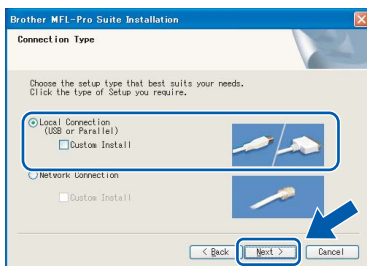 Brother MFL-Pro Suite Installation
Connection Type
Choose the setup type that best suits your needs.
Click the type of Setup you require.
Local Connection
(USB or Parallel)
Custom Install
Network Connection
Custom Install
< Back
Next >
Cancel